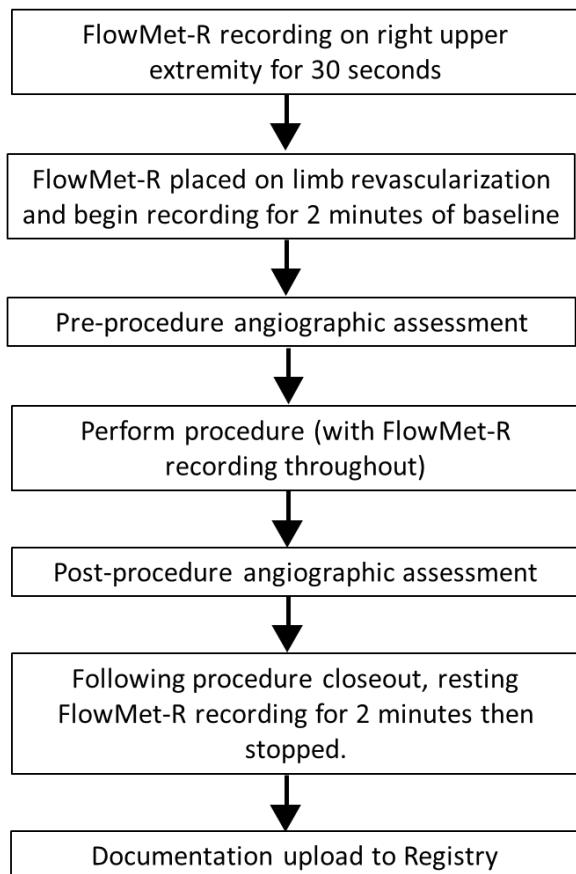 FlowMet-R recording on right upper
extremity for 30 seconds
FlowMet-R placed on limb revascularization
and begin recording for 2 minutes of baseline
Pre-procedure angiographic assessment
Perform procedure (with FlowMet-R
recording throughout)
Post-procedure angiographic assessment
Following procedure closeout, resting
FlowMet-R recording for 2 minutes then
stopped.
Documentation upload to Registry